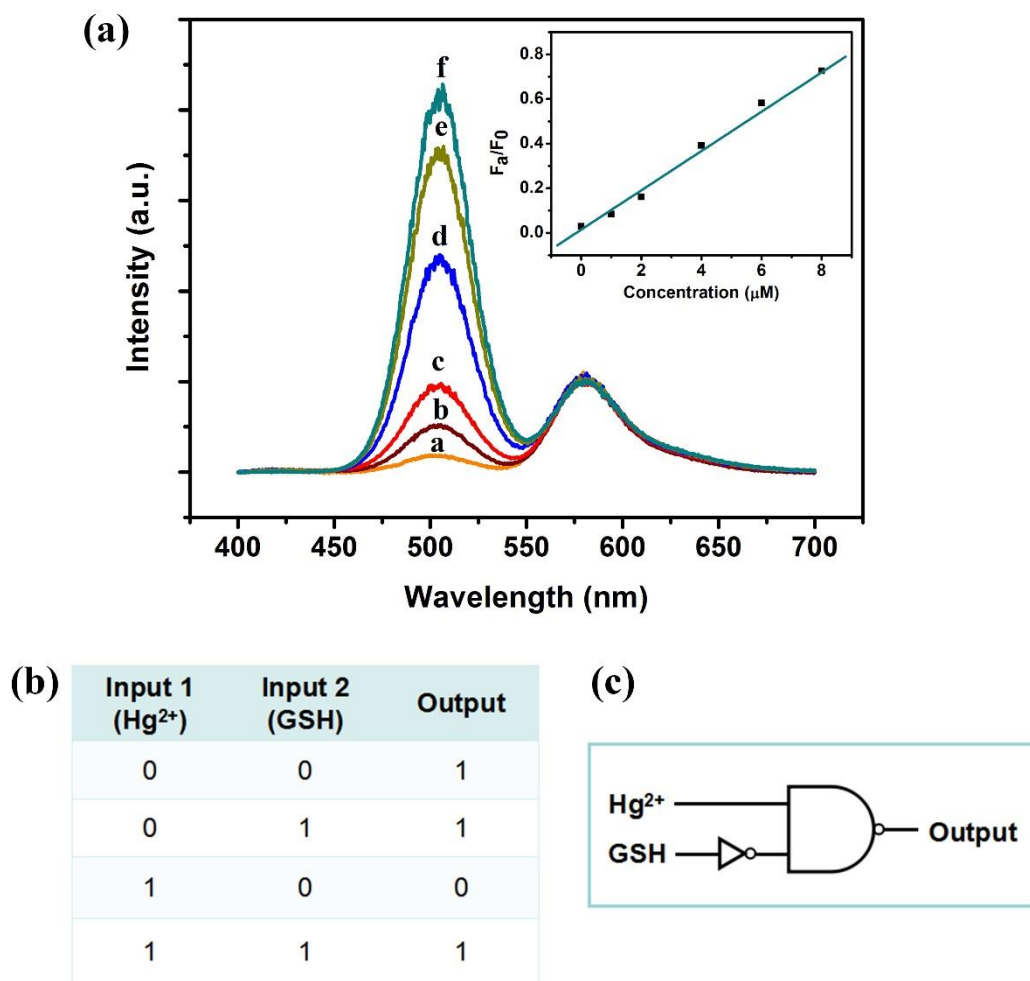 (a)
f
e
d
c
b
a
Intensity (a.u.)
400 450 500 550 600 650 700
Wavelength (nm)
0.8
0.6
0.4
0.2
0.0
Fa/F0
0 2 4 6 8
Concentration (μM)
(b)
Input 1 (Hg2+) Input 2 (GSH) Output
0 0 1
0 1 1
1 0 0
1 1 1
(c)
Hg2+
GSH
Output